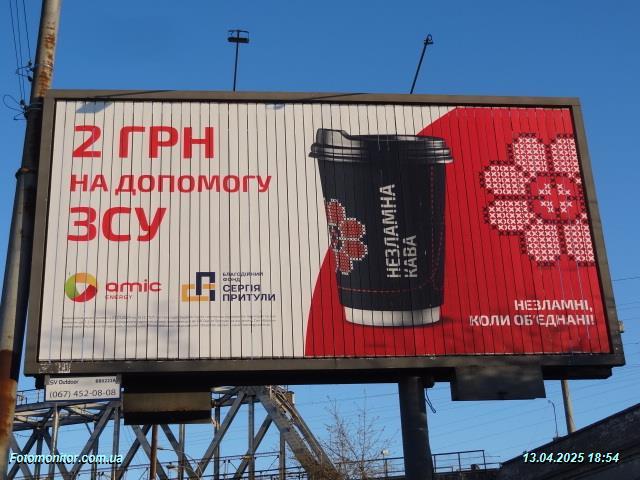 2 ГРН
НА ДОПОМОГУ
ЗСУ
amic
ENERGY
БЛАГОДІЙНИЙ
ФОНД
СЕРГІЯ
ПРИТУЛИ
НЕЗЛАМНА
КАВА
НЕЗЛАМНІ,
КОЛИ ОБ'ЄДНАНІ!
SV Outdoor
(067) 452-08-08
Fotomonitor.com.ua
13.04.2025 18:54